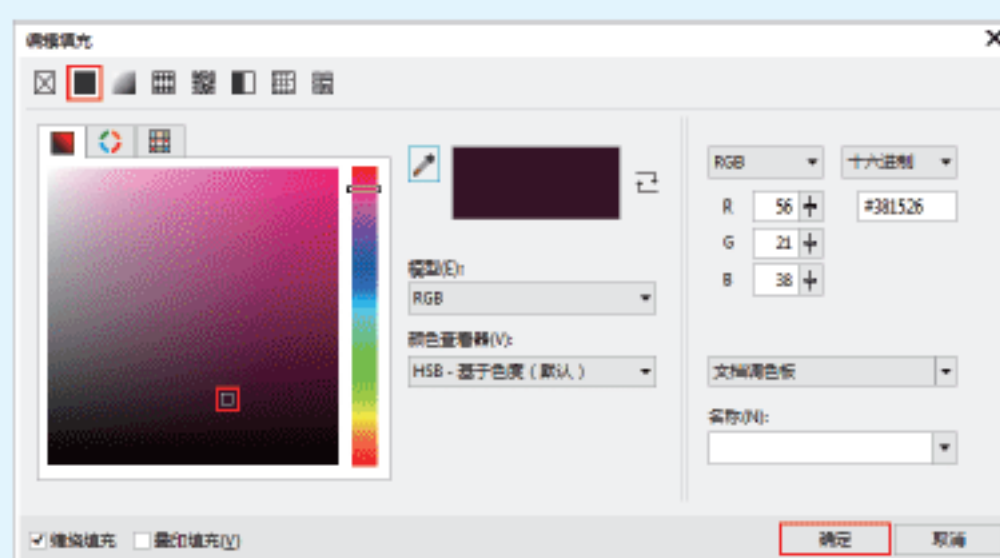 编辑填充
RGB 十六进制
R 56 #381526
G 21
B 38
模型(E):
RGB
颜色查看器(V):
HSB - 基于色度（默认）
文档调色板
名称(N):
缠绕填充 叠印填充(V)
确定 取消